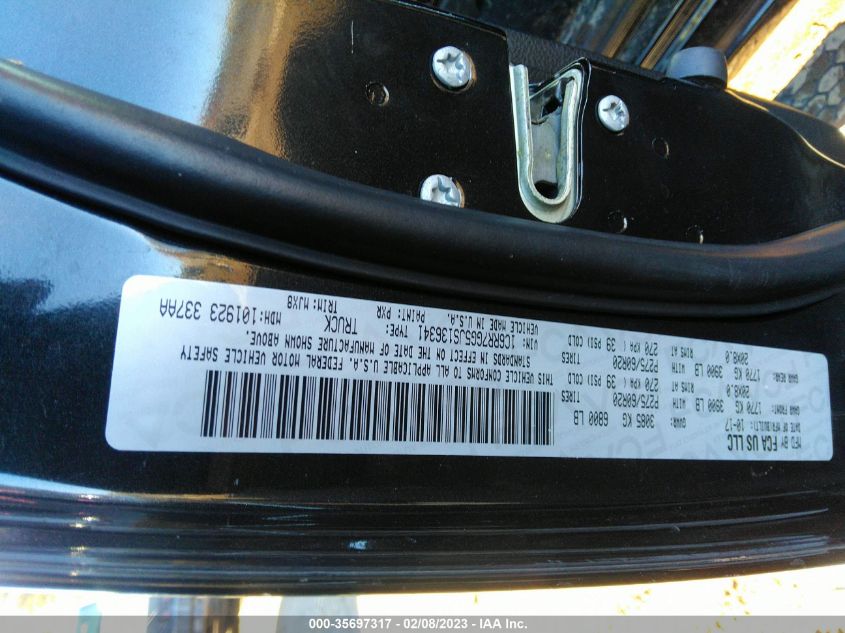 MFD BY FCA US LLC
DATE OF MFR(BUILT): 10-17 GVWR: 3085 KG 6800 LB
GAWR FRONT: 1770 KG 3900 LB WITH P275/60R20 TIRES
20X8.0 RIMS AT 270 KPA ( 39 PSI) COLD
GAWR REAR: 1770 KG 3900 LB WITH P275/60R20 TIRES
20X8.0 RIMS AT 270 KPA ( 39 PSI) COLD
THIS VEHICLE CONFORMS TO ALL APPLICABLE U.S.A. FEDERAL MOTOR VEHICLE SAFETY
STANDARDS IN EFFECT ON THE DATE OF MANUFACTURE SHOWN ABOVE.
VIN: 1C6RR7GG5JS136341 TYPE: TRUCK MDH:101923 337AA
VEHICLE MADE IN U.S.A. PAINT: PXR TRIM: MJX8
000-35697317 | 02/08/2023 | © IAA Inc.